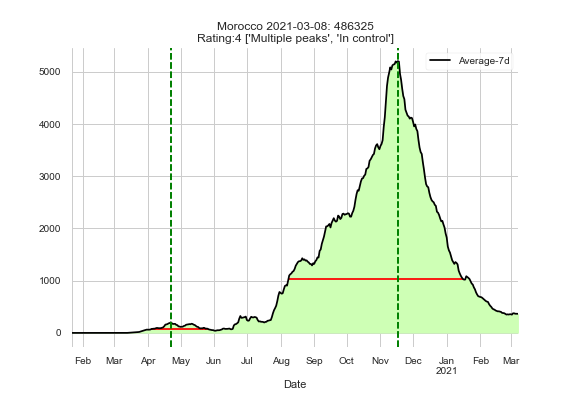 Morocco 2021-03-08: 486325
Rating:4 ['Multiple peaks', 'In control']
Average-7d
5000
4000
3000
2000
1000
0
Feb Mar Apr May Jun Jul Aug Sep Oct Nov Dec Jan Feb Mar
2021
Date